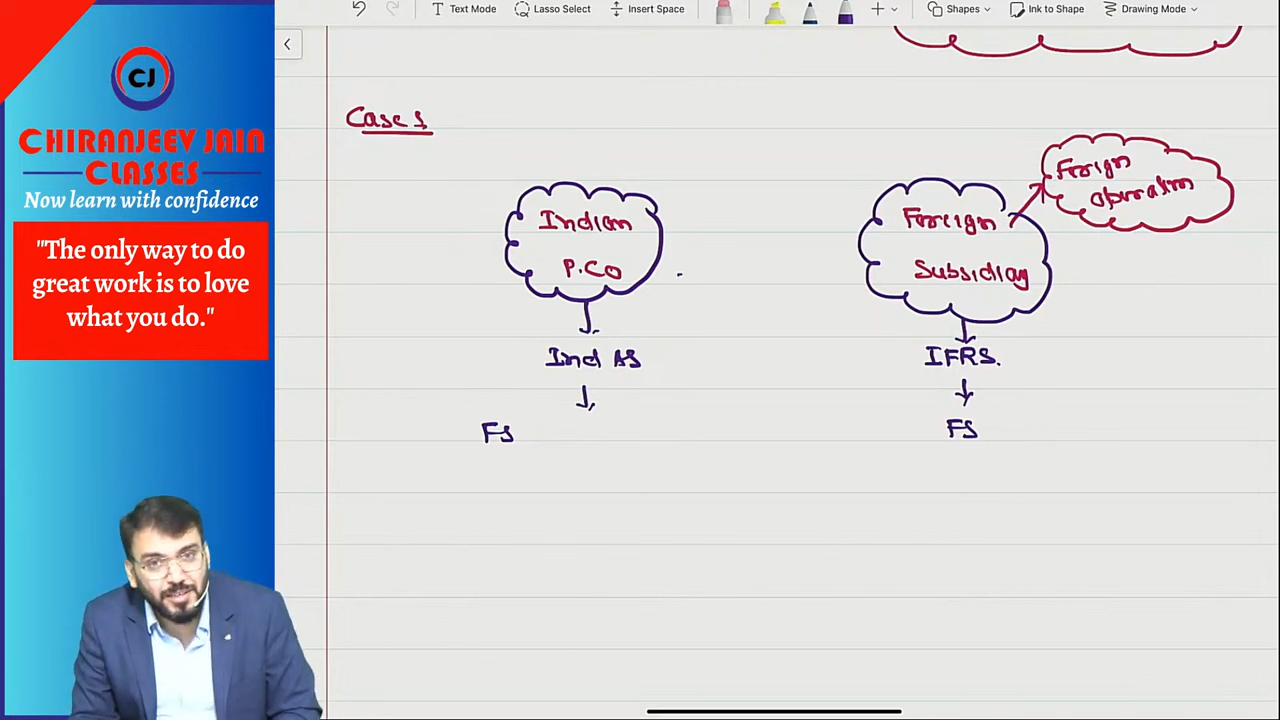 Text Mode
Lasso Select
Insert Space
Shapes
Ink to Shape
Drawing Mode
CJ
CHIRANJEEV JAIN
CLASSES
Now learn with confidence
"The only way to do
great work is to love
what you do."
Cases
Indian
P.CO
Ind AS
FS
Foreign
Subsidiary
IFRS.
FS
Foreign
operation